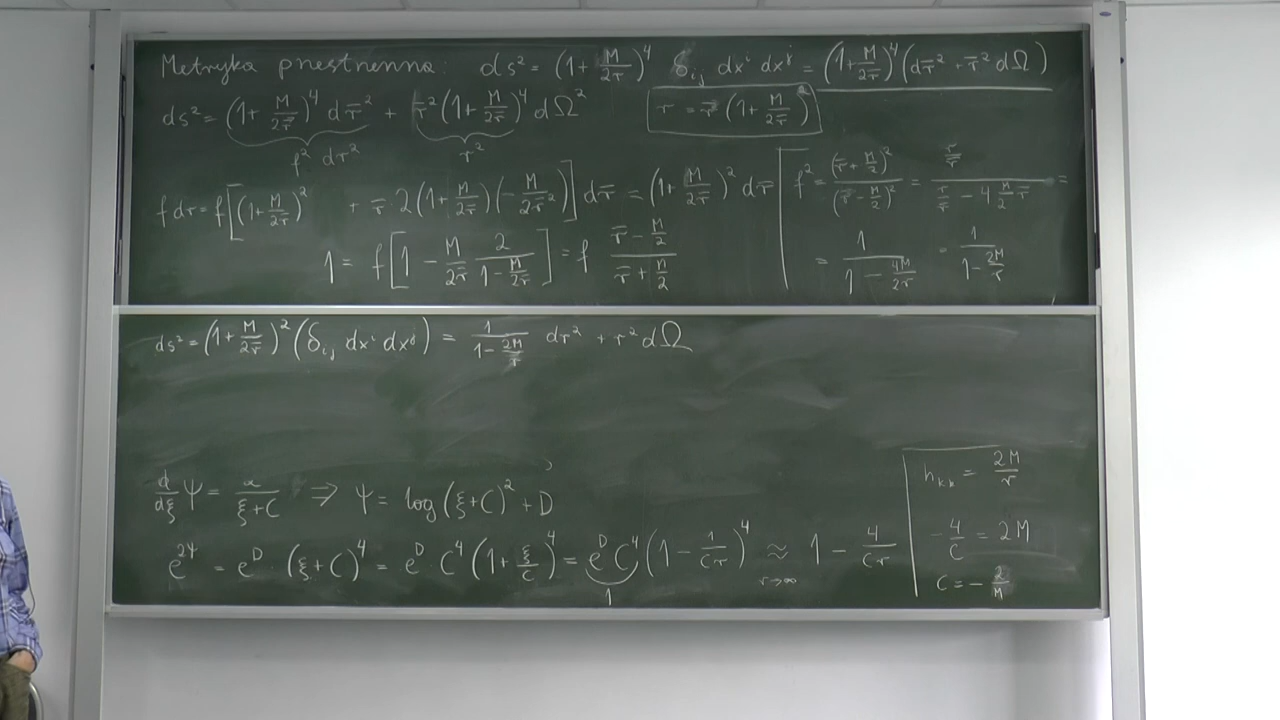 Metryka przestrzenna: ds² = (1+M/2r̅)⁴ δᵢⱼ dxⁱ dxʲ = (1+M/2r̅)⁴ (dr̅² + r̅² dΩ)
ds² = (1+M/2r̅)⁴ dr̅² + r̅² (1+M/2r̅)⁴ dΩ²
r = r̅ (1+M/2r̅)²
f² dr²
r²
f dr = f[(1+M/2r̅)² + r̅ 2(1+M/2r̅)(-M/2r̅²)] dr̅ = (1+M/2r̅)² dr̅
1 = f[1 - M/2r̅ 2/(1-M/2r̅)] = f (r̅ - M/2)/(r̅ + M/2)
f² = (r̅+M/2)²/(r̅-M/2)² = (r/r̅)/(r/r̅ - 4 M/2 r̅) =
= 1/(1 - 4M/2r) = 1/(1-2M/r)
ds² = (1+M/2r̅)² (δᵢⱼ dxⁱ dxʲ) = 1/(1-2M/r) dr² + r² dΩ
d/dξ Ψ = 2/(ξ+C) ⇒ Ψ = log(ξ+C)² + D
e^2Ψ = e^D · (ξ+C)⁴ = e^D C⁴ (1+ξ/C)⁴ = e^D C⁴ (1 - 1/Cr)⁴ ≈ 1 - 4/Cr
1
r→∞
hₖₖ = 2M/r
-4/C = 2M
C = -2/M